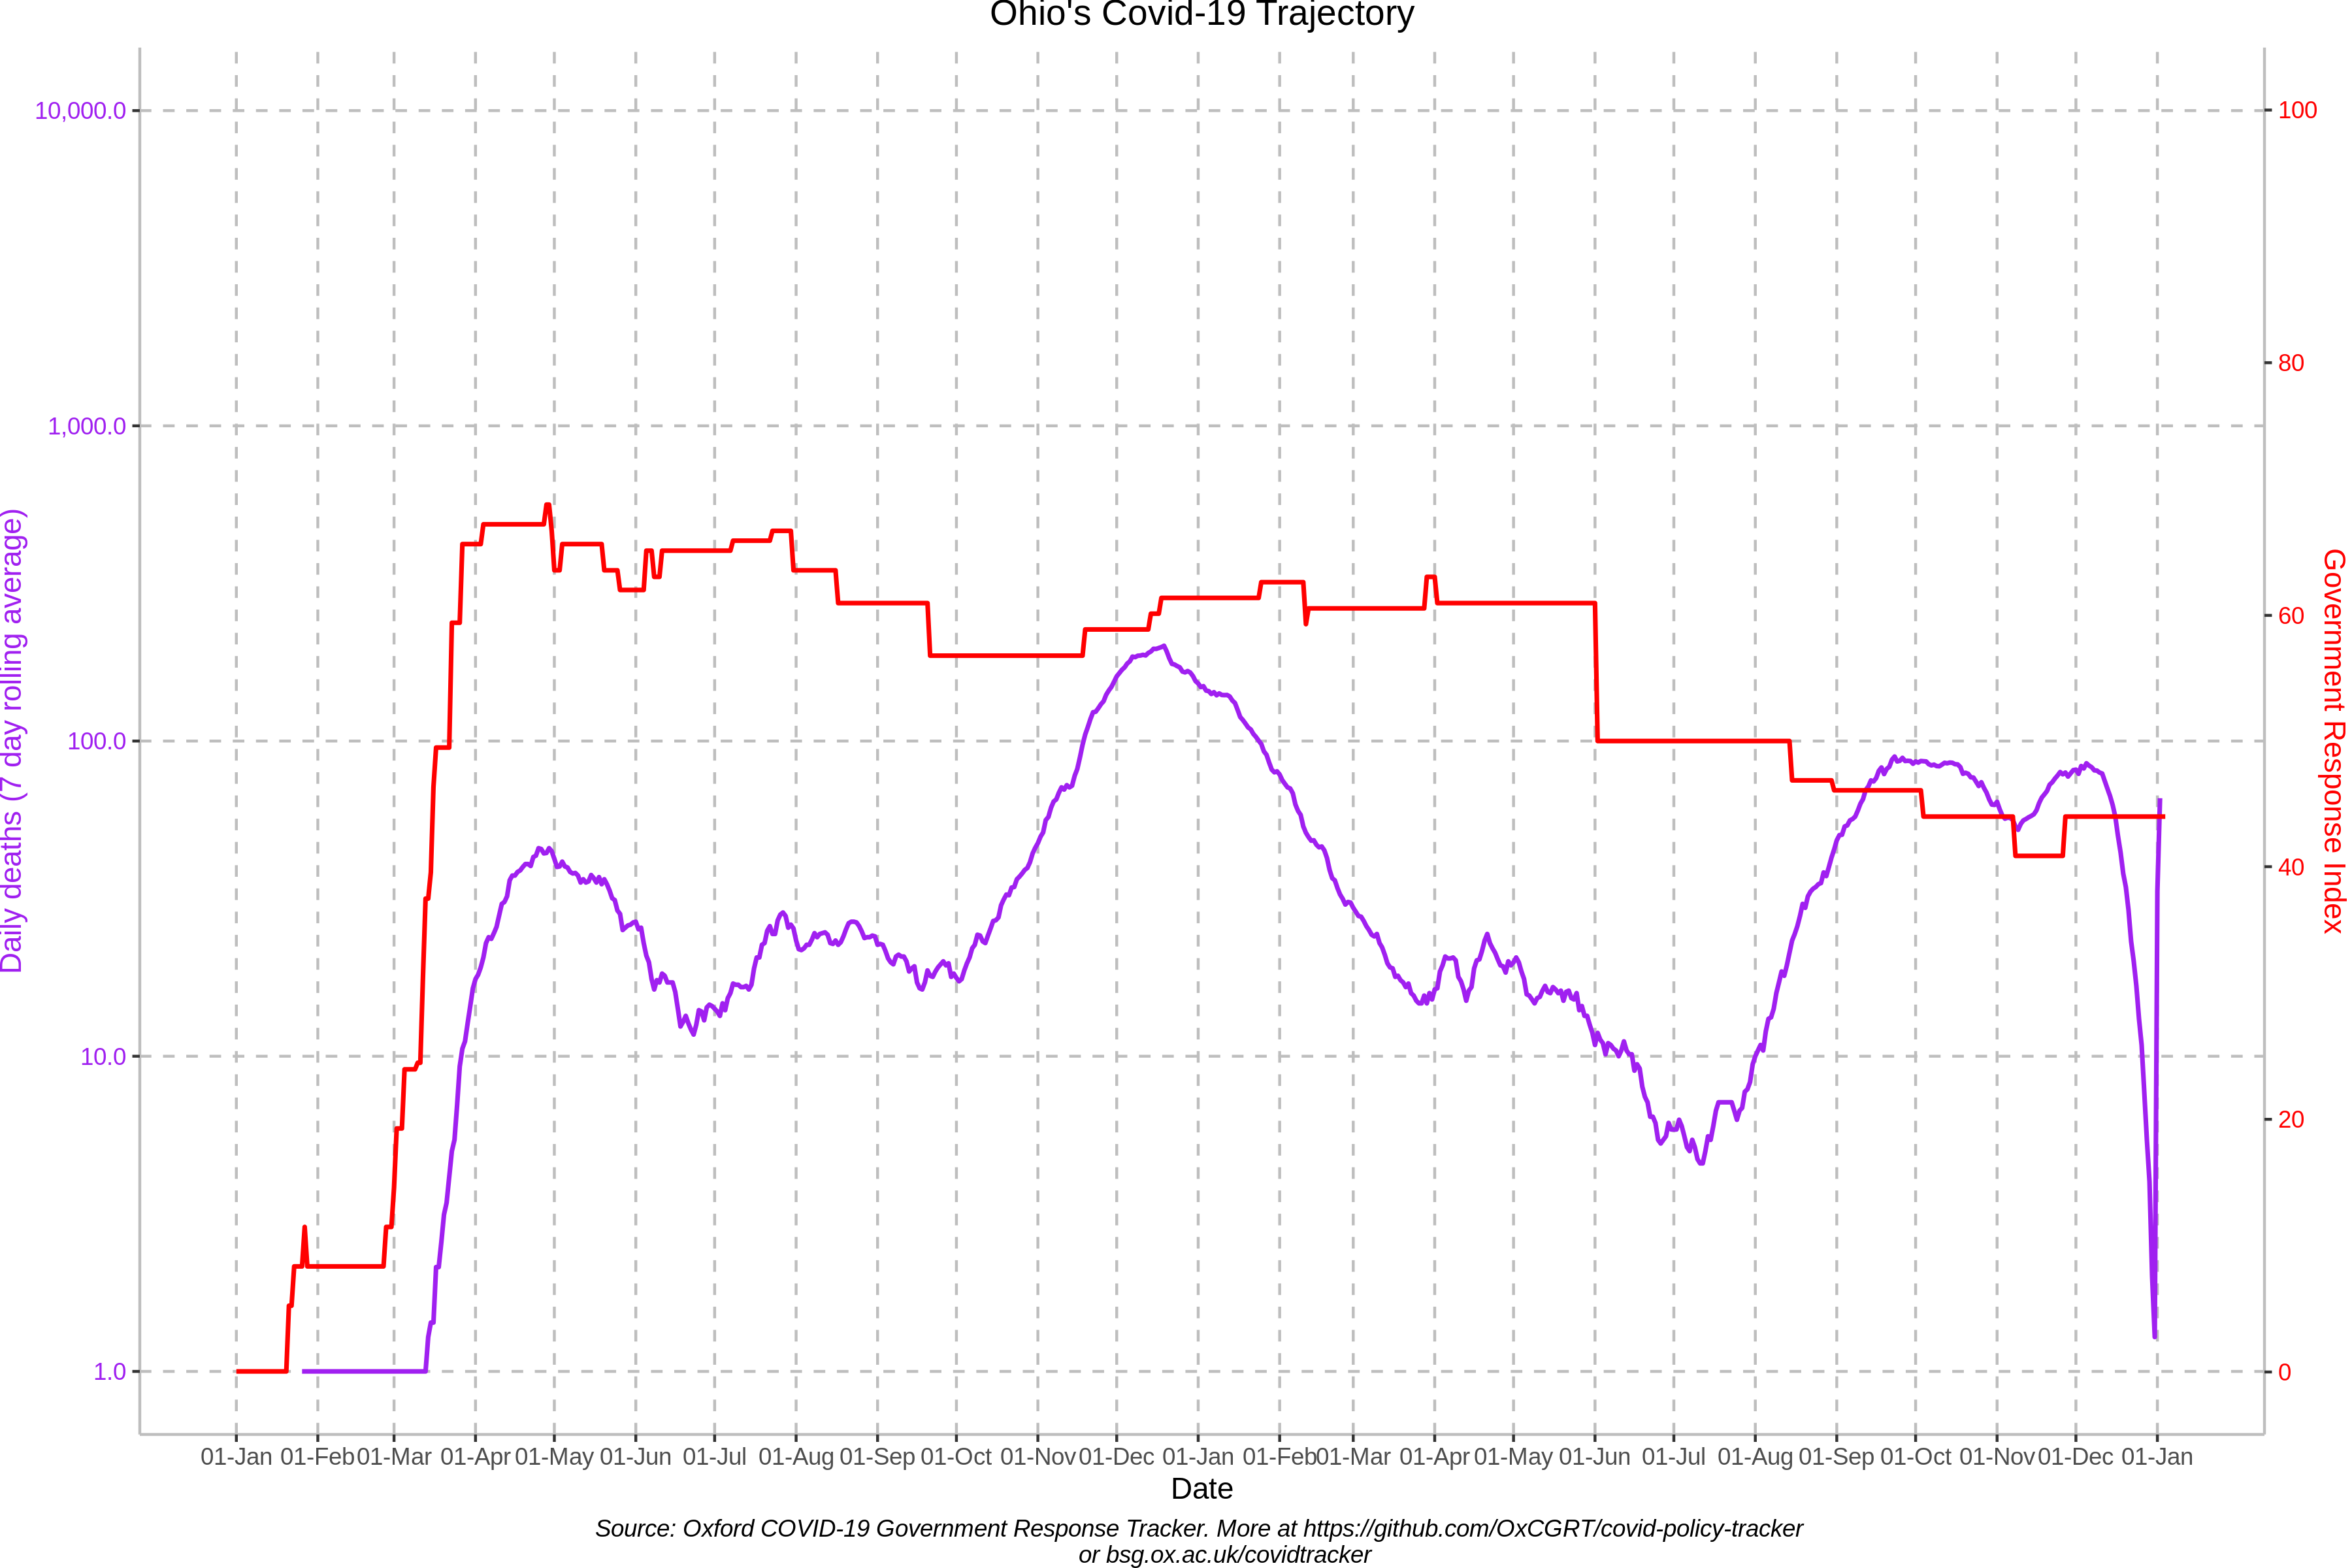 Ohio's Covid-19 Trajectory
10,000.0
1,000.0
100.0
10.0
1.0
Daily deaths (7 day rolling average)
100
80
60
40
20
0
Government Response Index
01-Jan 01-Feb 01-Mar 01-Apr 01-May 01-Jun 01-Jul 01-Aug 01-Sep 01-Oct 01-Nov 01-Dec 01-Jan 01-Feb 01-Mar 01-Apr 01-May 01-Jun 01-Jul 01-Aug 01-Sep 01-Oct 01-Nov 01-Dec 01-Jan
Date
Source: Oxford COVID-19 Government Response Tracker. More at https://github.com/OxCGRT/covid-policy-tracker
or bsg.ox.ac.uk/covidtracker